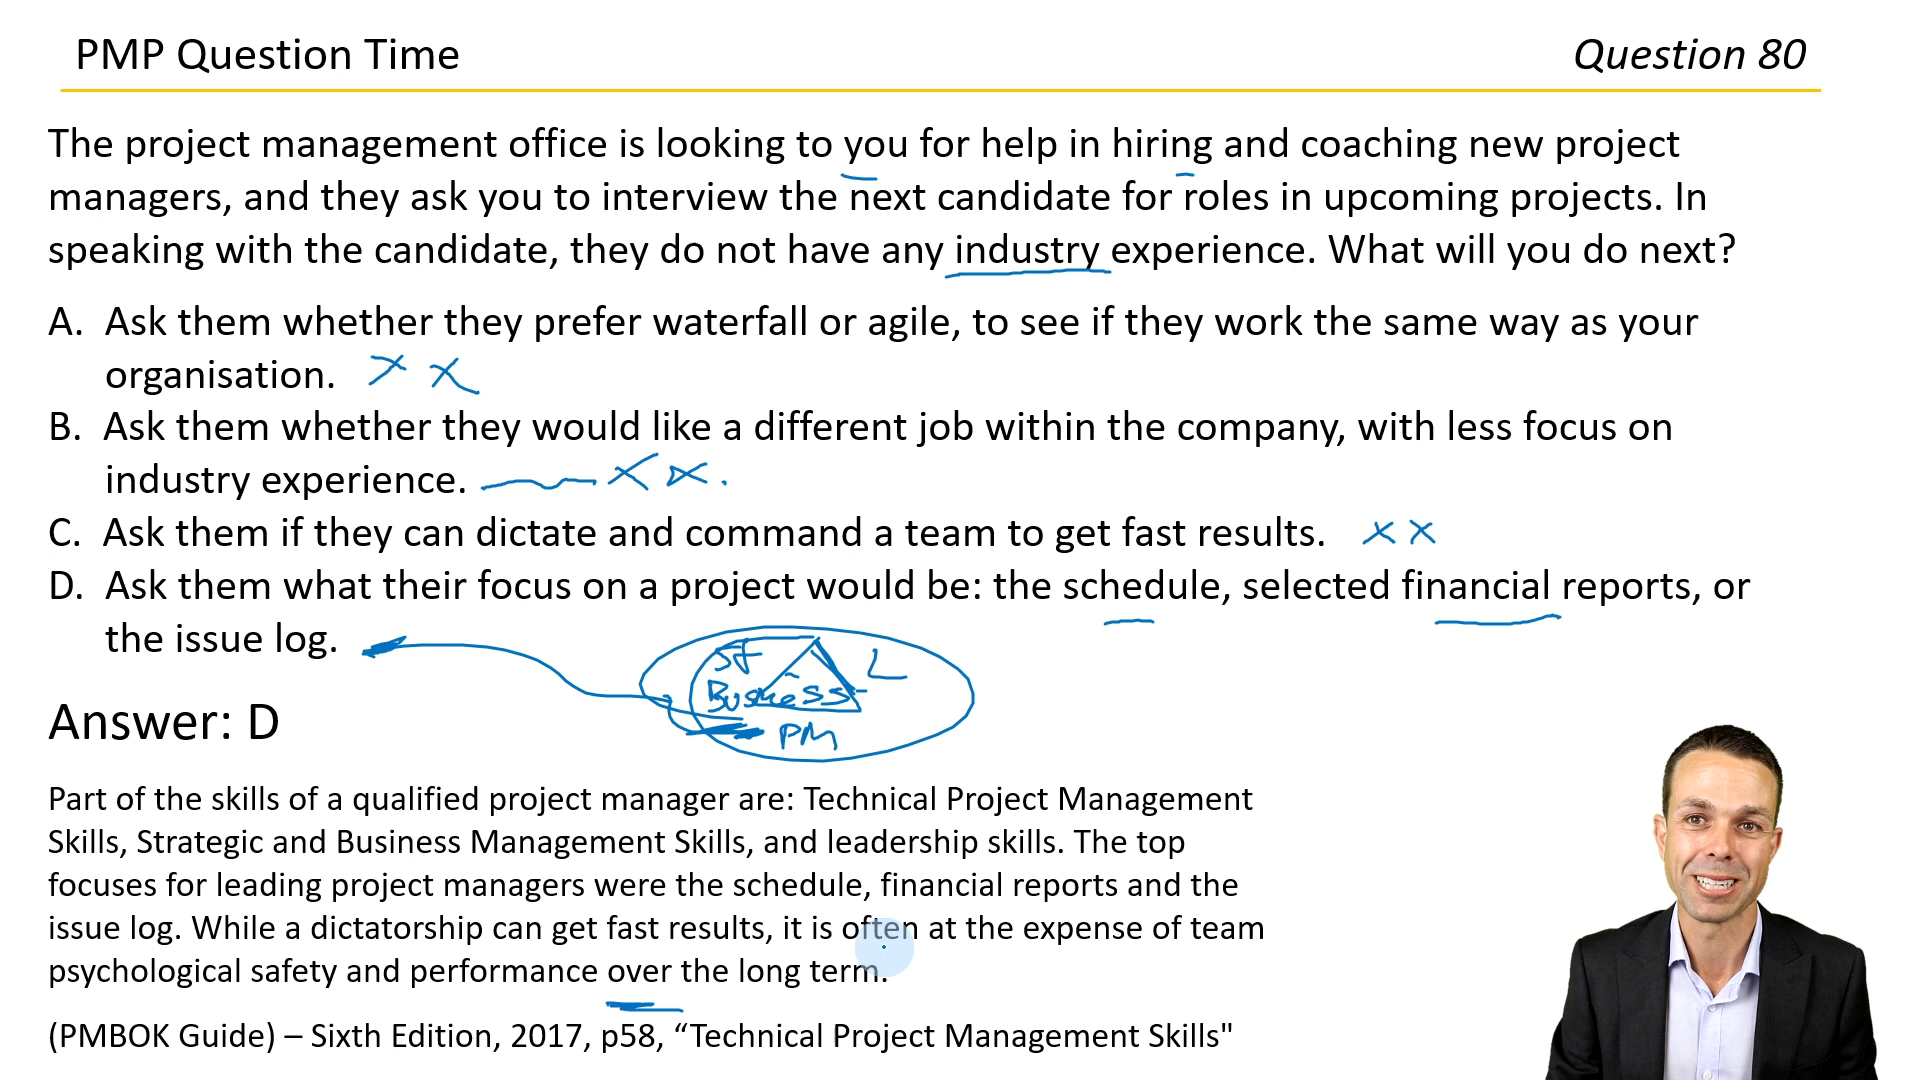 PMP Question Time
Question 80
The project management office is looking to you for help in hiring and coaching new project
managers, and they ask you to interview the next candidate for roles in upcoming projects. In
speaking with the candidate, they do not have any industry experience. What will you do next?
A. Ask them whether they prefer waterfall or agile, to see if they work the same way as your
organisation.
B. Ask them whether they would like a different job within the company, with less focus on
industry experience.
C. Ask them if they can dictate and command a team to get fast results.
D. Ask them what their focus on a project would be: the schedule, selected financial reports, or
the issue log.
L
Business
PM
Answer: D
Part of the skills of a qualified project manager are: Technical Project Management
Skills, Strategic and Business Management Skills, and leadership skills. The top
focuses for leading project managers were the schedule, financial reports and the
issue log. While a dictatorship can get fast results, it is often at the expense of team
psychological safety and performance over the long term.
(PMBOK Guide) – Sixth Edition, 2017, p58, “Technical Project Management Skills"